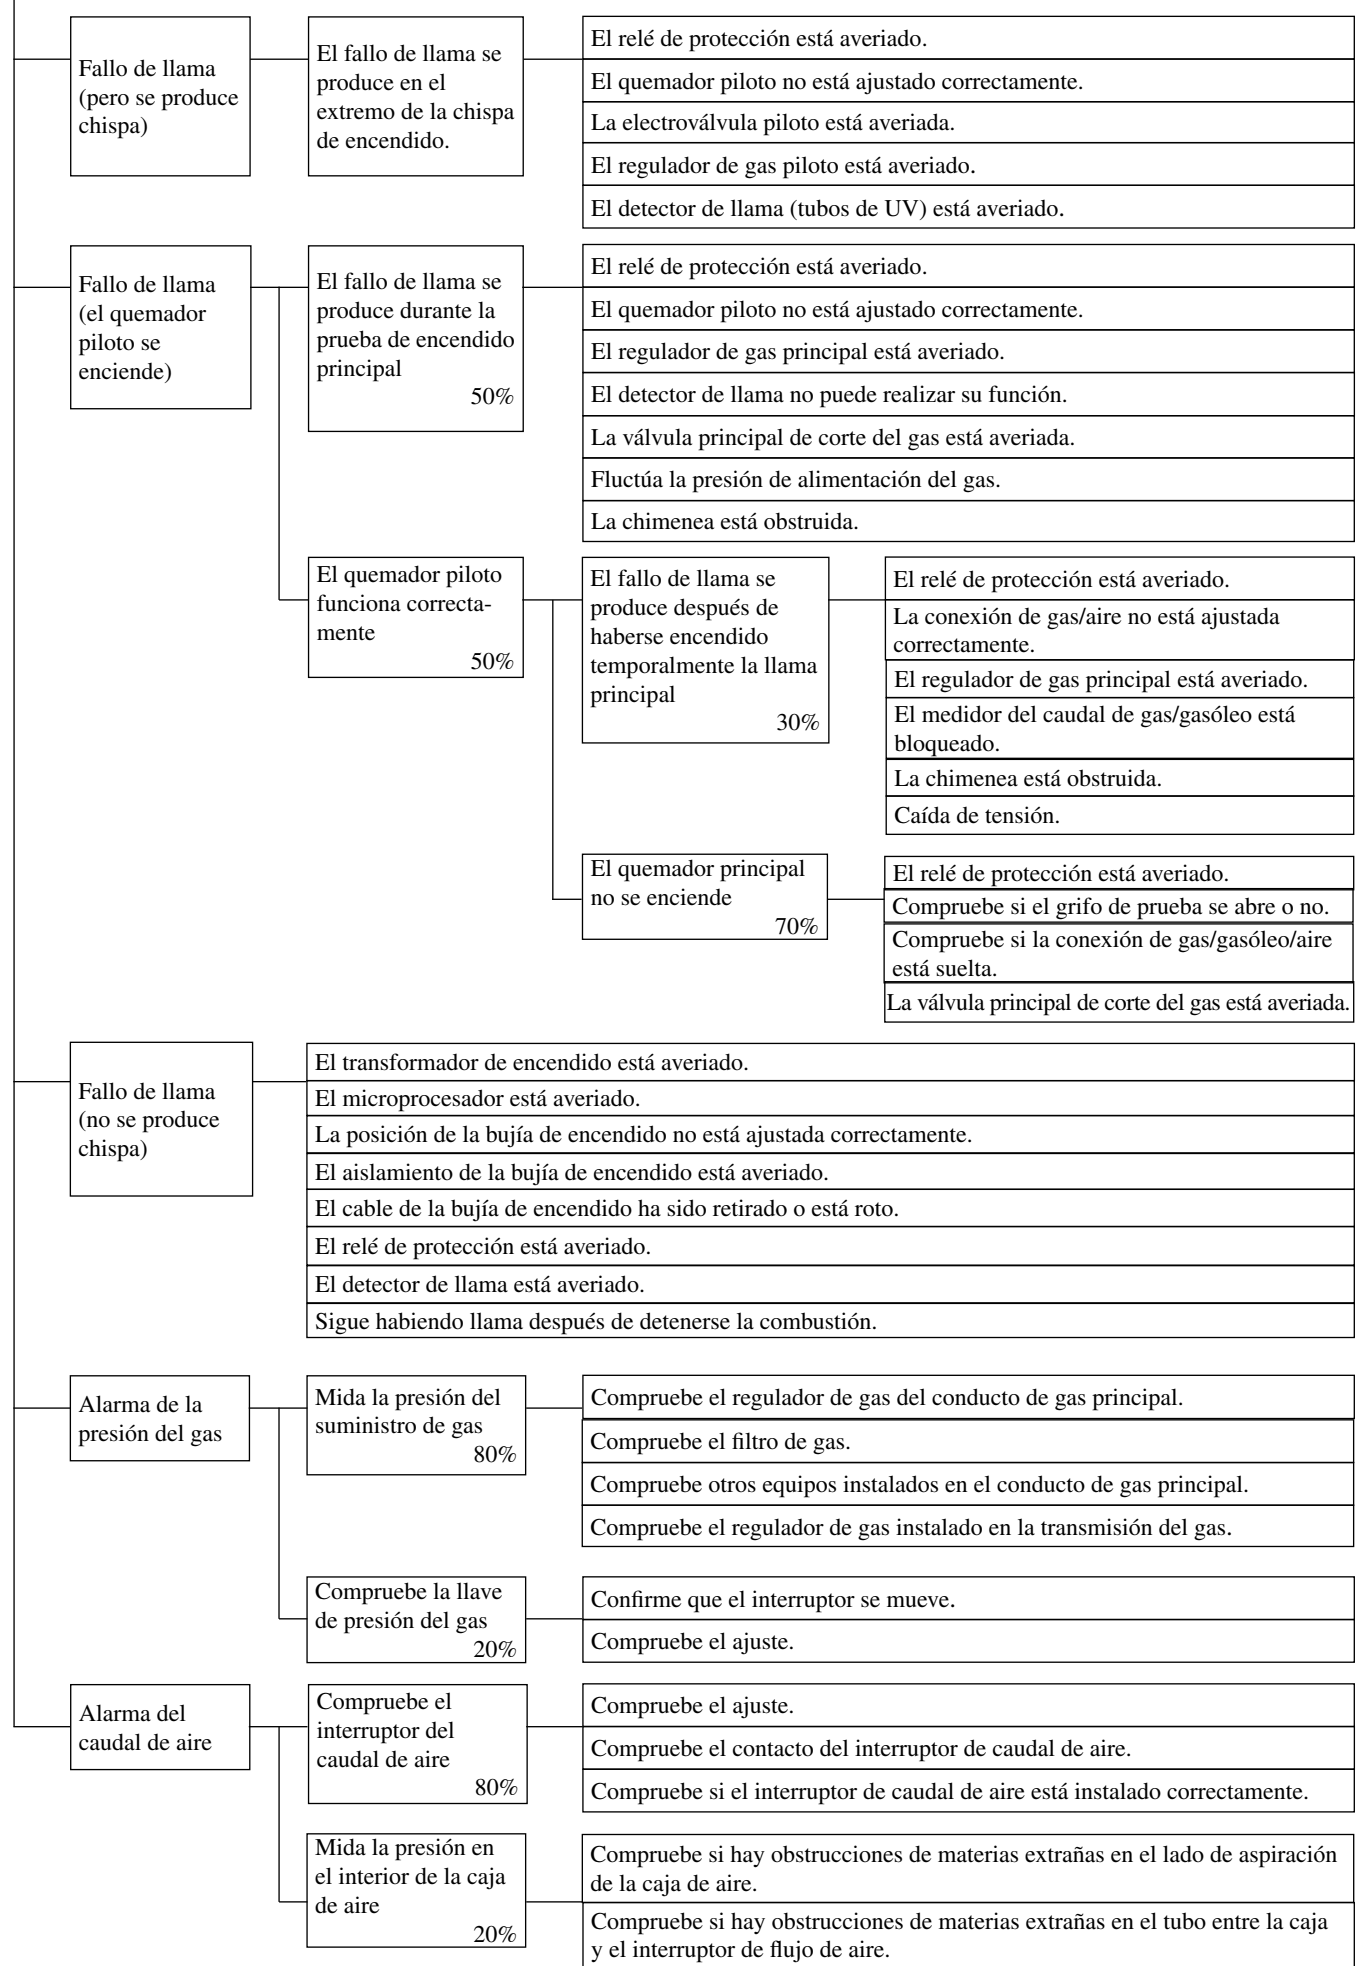 Fallo de llama
(pero se produce
chispa)
El fallo de llama se
produce en el
extremo de la chispa
de encendido.
El relé de protección está averiado.
El quemador piloto no está ajustado correctamente.
La electroválvula piloto está averiada.
El regulador de gas piloto está averiado.
El detector de llama (tubos de UV) está averiado.
Fallo de llama
(el quemador
piloto se
enciende)
El fallo de llama se
produce durante la
prueba de encendido
principal
50%
El relé de protección está averiado.
El quemador piloto no está ajustado correctamente.
El regulador de gas principal está averiado.
El detector de llama no puede realizar su función.
La válvula principal de corte del gas está averiada.
Fluctúa la presión de alimentación del gas.
La chimenea está obstruida.
El quemador piloto
funciona correcta-
mente
50%
El fallo de llama se
produce después de
haberse encendido
temporalmente la llama
principal
30%
El relé de protección está averiado.
La conexión de gas/aire no está ajustada
correctamente.
El regulador de gas principal está averiado.
El medidor del caudal de gas/gasóleo está
bloqueado.
La chimenea está obstruida.
Caída de tensión.
El quemador principal
no se enciende
70%
El relé de protección está averiado.
Compruebe si el grifo de prueba se abre o no.
Compruebe si la conexión de gas/gasóleo/aire
está suelta.
La válvula principal de corte del gas está averiada.
Fallo de llama
(no se produce
chispa)
El transformador de encendido está averiado.
El microprocesador está averiado.
La posición de la bujía de encendido no está ajustada correctamente.
El aislamiento de la bujía de encendido está averiado.
El cable de la bujía de encendido ha sido retirado o está roto.
El relé de protección está averiado.
El detector de llama está averiado.
Sigue habiendo llama después de detenerse la combustión.
Alarma de la
presión del gas
Mida la presión del
suministro de gas
80%
Compruebe el regulador de gas del conducto de gas principal.
Compruebe el filtro de gas.
Compruebe otros equipos instalados en el conducto de gas principal.
Compruebe el regulador de gas instalado en la transmisión del gas.
Compruebe la llave
de presión del gas
20%
Confirme que el interruptor se mueve.
Compruebe el ajuste.
Alarma del
caudal de aire
Compruebe el
interruptor del
caudal de aire
80%
Compruebe el ajuste.
Compruebe el contacto del interruptor de caudal de aire.
Compruebe si el interruptor de caudal de aire está instalado correctamente.
Mida la presión en
el interior de la caja
de aire
20%
Compruebe si hay obstrucciones de materias extrañas en el lado de aspiración
de la caja de aire.
Compruebe si hay obstrucciones de materias extrañas en el tubo entre la caja
y el interruptor de flujo de aire.